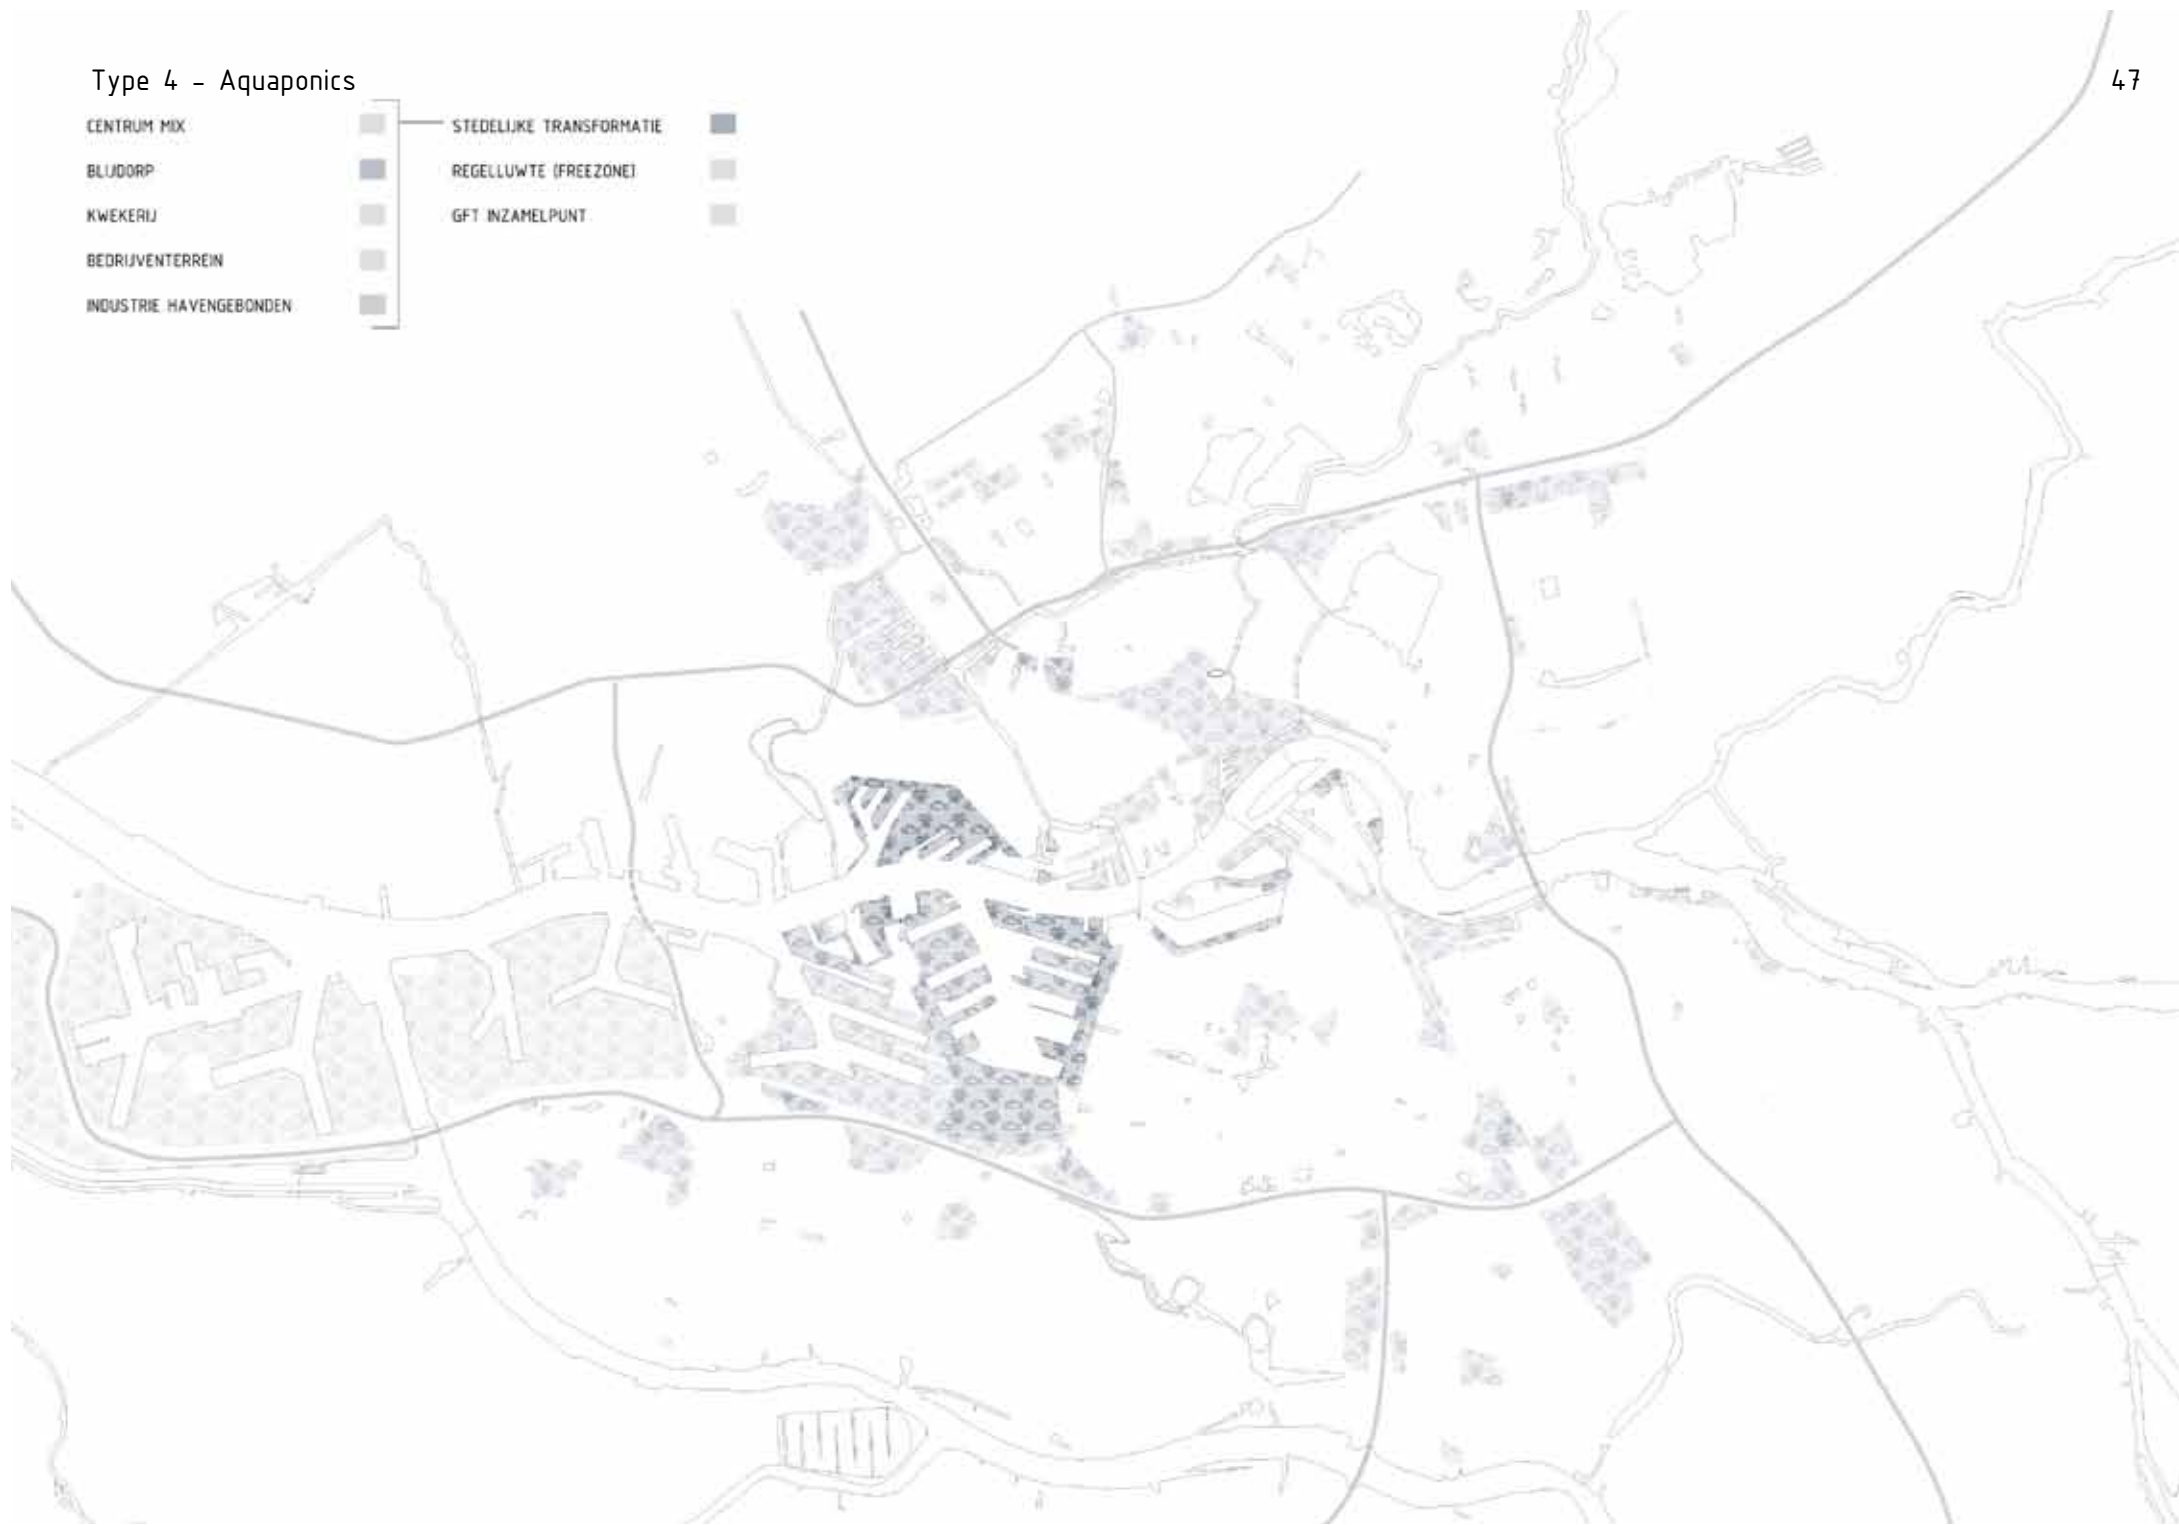 Type 4 - Aquaponics
47
CENTRUM MIX
BLIJDORP
KWEKERIJ
BEDRIJVENTERREIN
INDUSTRIE HAVENGEBONDEN
STEDELIJKE TRANSFORMATIE
REGELLUWTE (FREEZONE)
GFT INZAMELPUNT